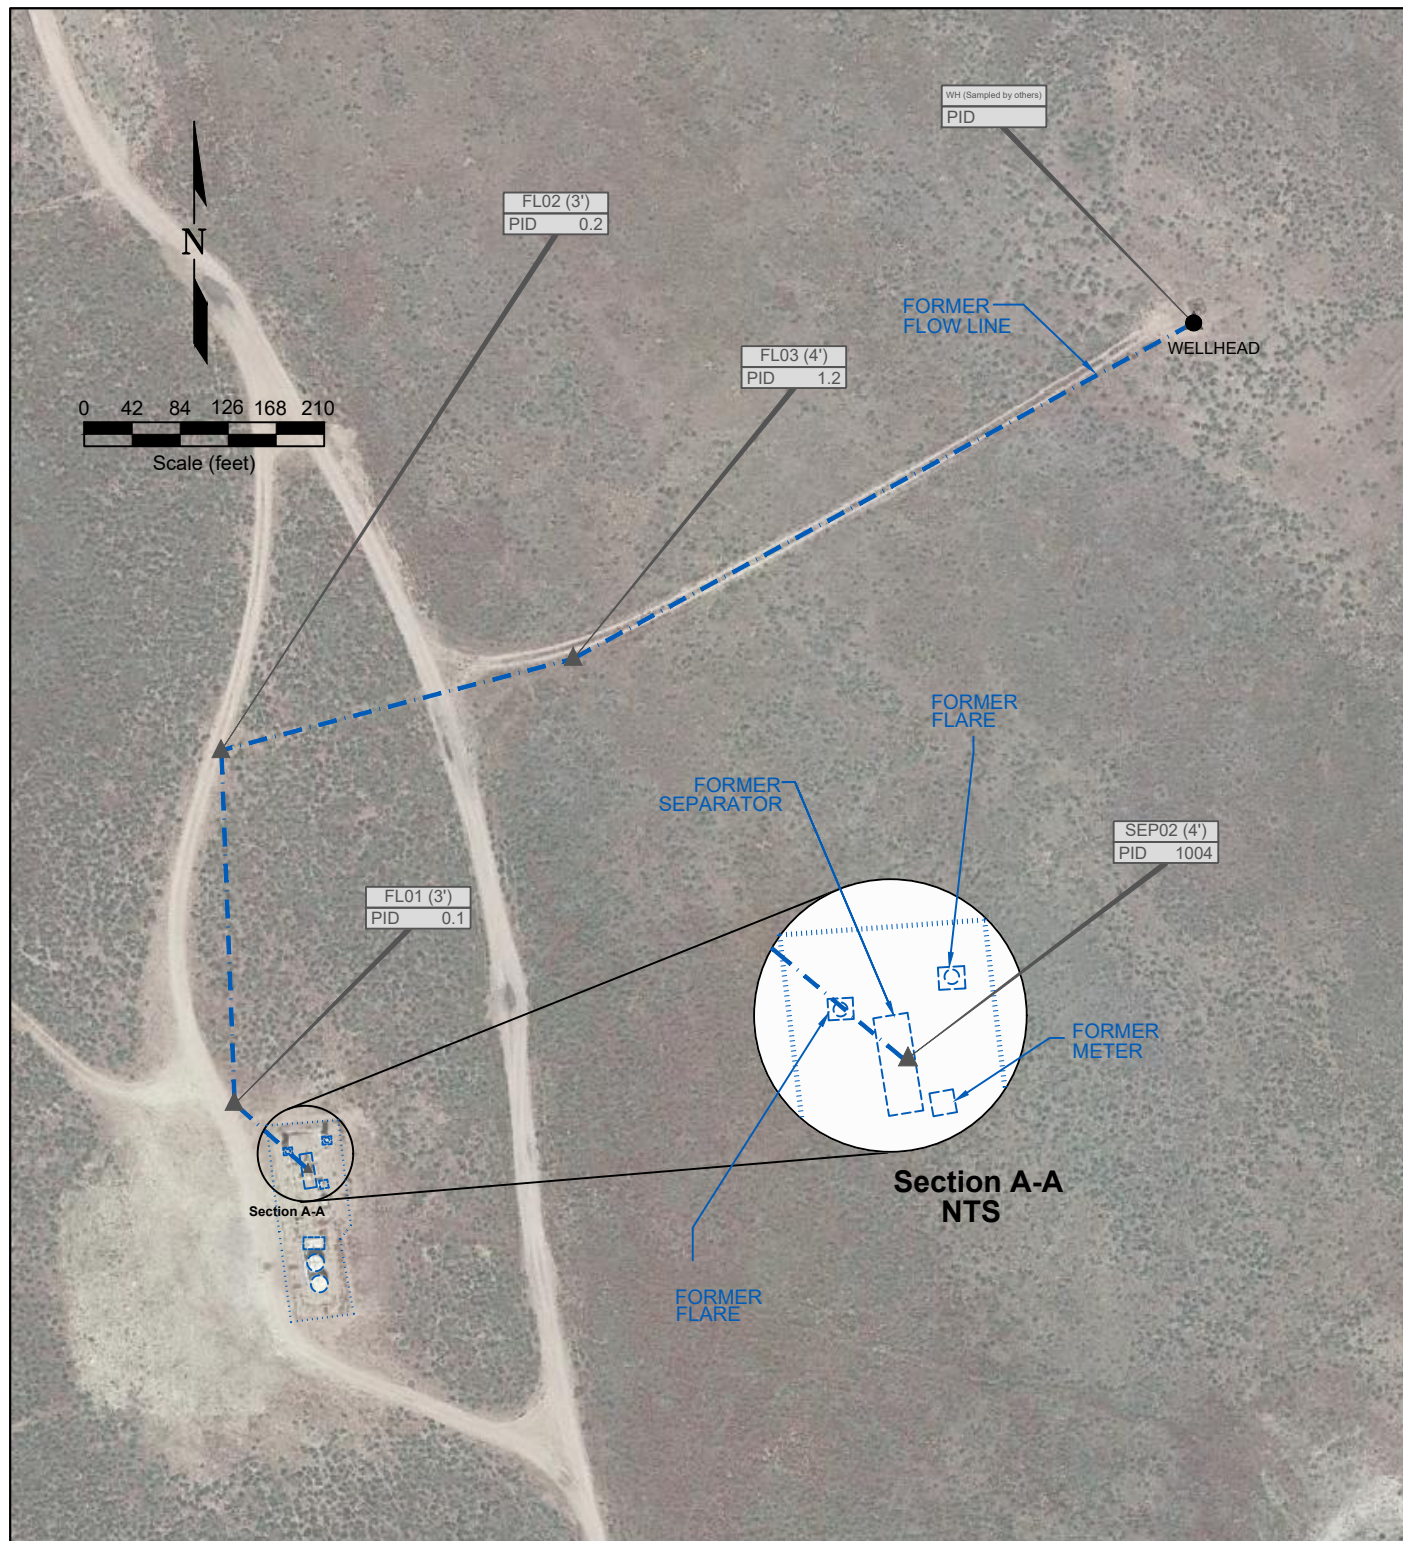 WH (Sampled by others)
PID
FL02 (3')
PID 0.2
N
FORMER
FLOW LINE
WELLHEAD
FL03 (4')
PID 1.2
0 42 84 126 168 210
Scale (feet)
FORMER
FLARE
FORMER
SEPARATOR
SEP02 (4')
PID 1004
FL01 (3')
PID 0.1
FORMER
METER
Section A-A
NTS
Section A-A
FORMER
FLARE